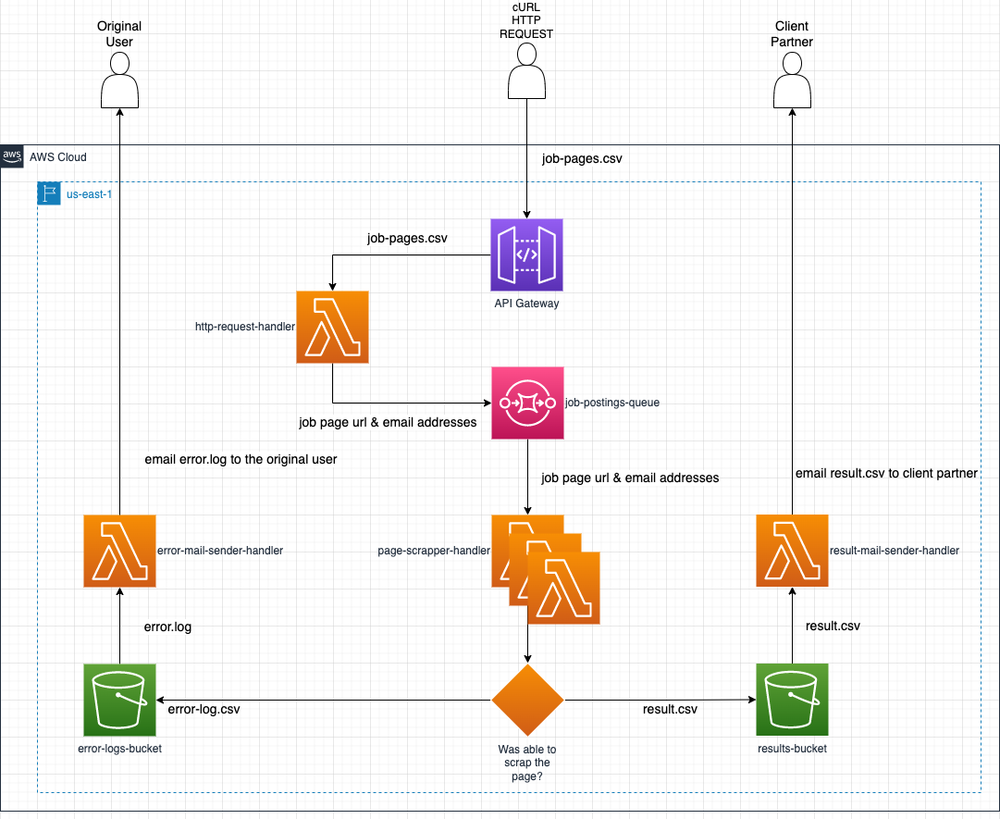 Original
User
cURL
HTTP
REQUEST
Client
Partner
aws
AWS Cloud
job-pages.csv
us-east-1
job-pages.csv
</>
API Gateway
http-request-handler
job-postings-queue
job page url & email addresses
email error.log to the original user
job page url & email addresses
email result.csv to client partner
error-mail-sender-handler
page-scrapper-handler
result-mail-sender-handler
error.log
result.csv
error-log.csv
result.csv
error-logs-bucket
Was able to
scrap the
page?
results-bucket